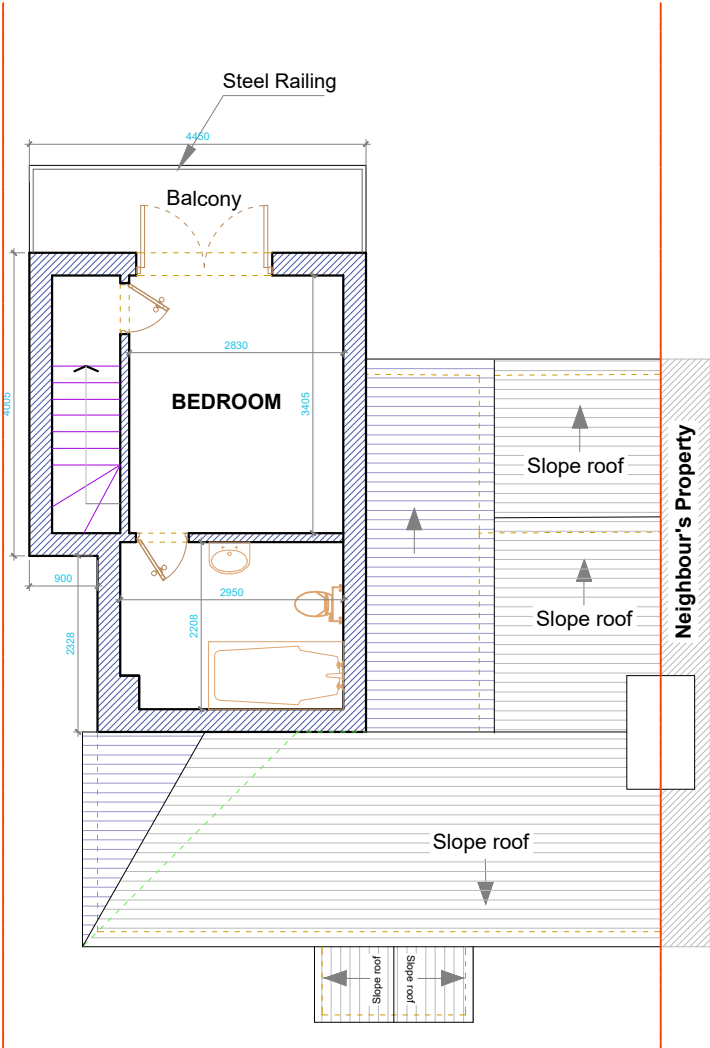 Steel Railing
4450
Balcony
2830
BEDROOM
3405
4005
Slope roof
Neighbour's Property
900
2950
2208
2328
Slope roof
Slope roof
Slope roof
Slope roof